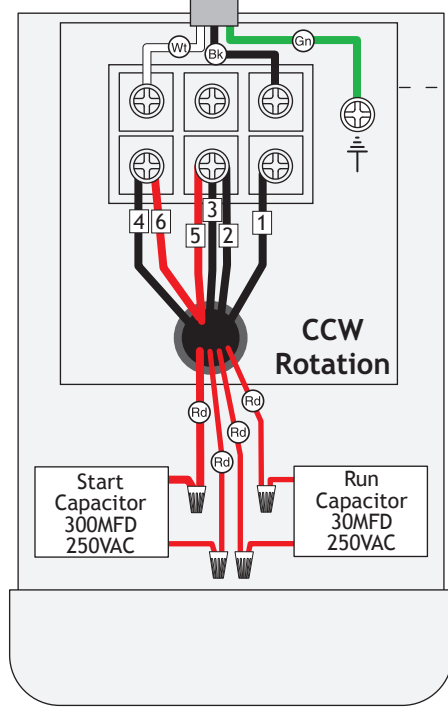 Wt
Bk
Gn
4
6
5
3
2
1
CCW
Rotation
Rd
Rd
Rd
Rd
Start
Capacitor
300MFD
250VAC
Run
Capacitor
30MFD
250VAC